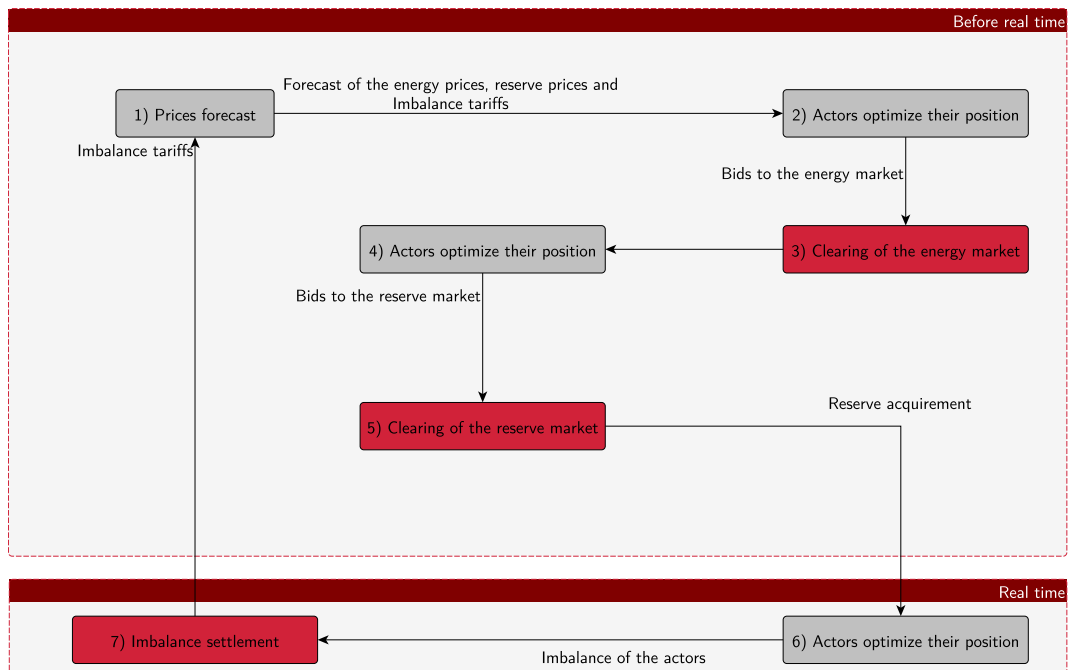 Before real time
Forecast of the energy prices, reserve prices and
Imbalance tariffs
1) Prices forecast
2) Actors optimize their position
Imbalance tariffs
Bids to the energy market
4) Actors optimize their position
3) Clearing of the energy market
Bids to the reserve market
Reserve acquirement
5) Clearing of the reserve market
Real time
7) Imbalance settlement
6) Actors optimize their position
Imbalance of the actors